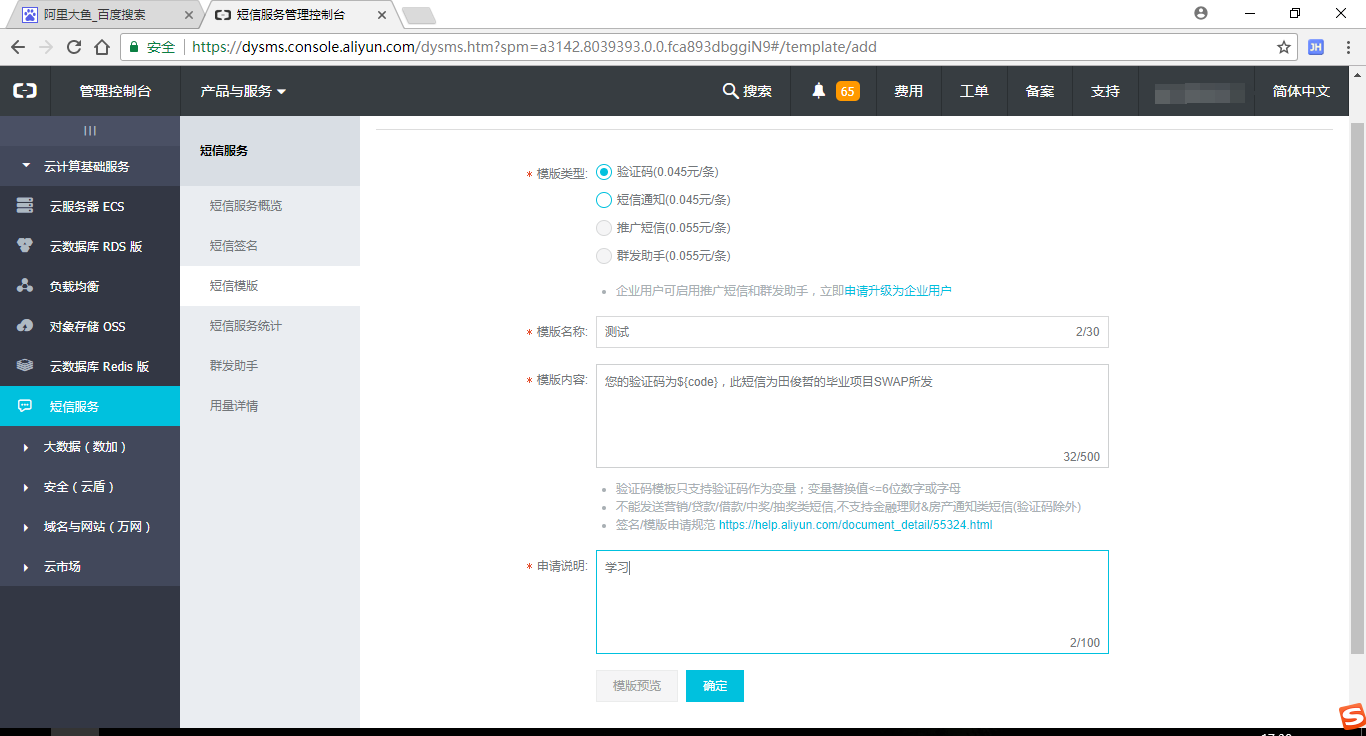 阿里大鱼_百度搜索
短信服务管理控制台
安全 https://dysms.console.aliyun.com/dysms.htm?spm=a3142.8039393.0.0.fca893dbggiN9#/template/add
JH
管理控制台 产品与服务 搜索 65 费用 工单 备案 支持 简体中文
云计算基础服务
云服务器 ECS
云数据库 RDS 版
负载均衡
对象存储 OSS
云数据库 Redis 版
短信服务
大数据（数加）
安全（云盾）
域名与网站（万网）
云市场
短信服务
短信服务概览
短信签名
短信模版
短信服务统计
群发助手
用量详情
* 模版类型: 验证码(0.045元/条)
短信通知(0.045元/条)
推广短信(0.055元/条)
群发助手(0.055元/条)
企业用户可启用推广短信和群发助手，立即申请升级为企业用户
* 模版名称: 测试 2/30
* 模版内容: 您的验证码为${code}，此短信为田俊哲的毕业项目SWAP所发
32/500
验证码模板只支持验证码作为变量；变量替换值<=6位数字或字母
不能发送营销/贷款/借款/中奖/抽奖类短信,不支持金融理财&房产通知类短信(验证码除外)
签名/模版申请规范 https://help.aliyun.com/document_detail/55324.html
* 申请说明: 学习
2/100
模版预览 确定
S